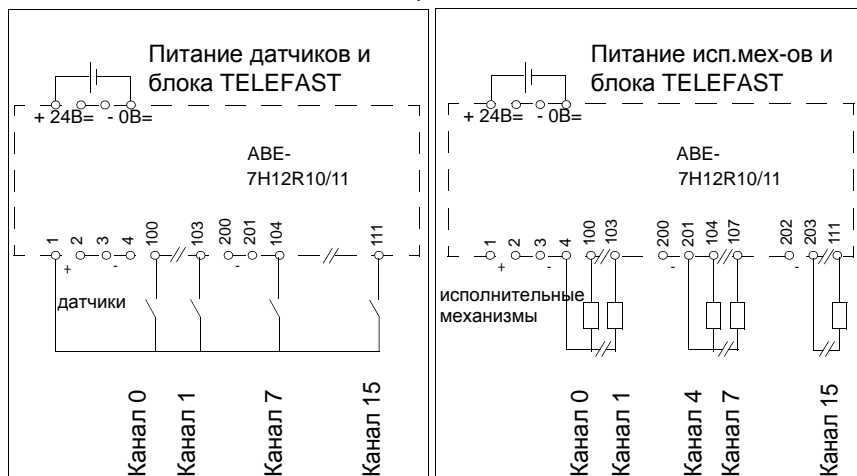 Питание датчиков и
блока TELEFAST
+ 24В= - 0В=
ABE-
7H12R10/11
1 2 3 4 100 103 200 201 104 111
+ - -
датчики
Канал 0 Канал 1 Канал 7 Канал 15
Питание исп.мех-ов и
блока TELEFAST
+ 24В= - 0В=
ABE-
7H12R10/11
1 2 3 4 100 103 200 201 104 107 202 203 111
+ - - -
исполнительные
механизмы
Канал 0 Канал 1 Канал 4 Канал 7 Канал 15